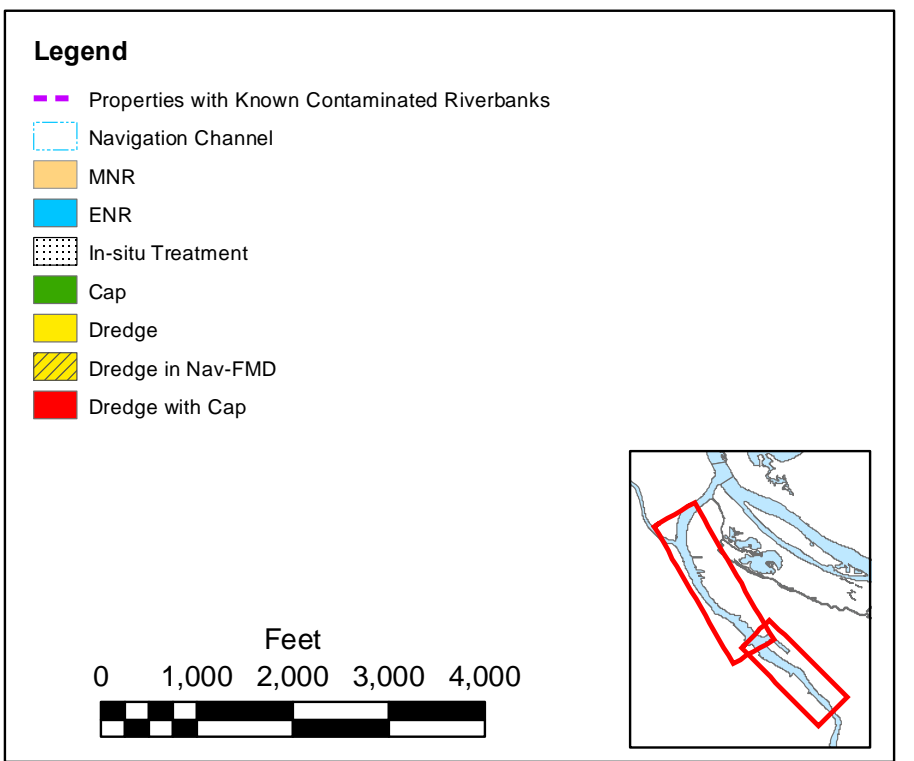 Legend
Properties with Known Contaminated Riverbanks
Navigation Channel
MNR
ENR
In-situ Treatment
Cap
Dredge
Dredge in Nav-FMD
Dredge with Cap
Feet
0 1,000 2,000 3,000 4,000